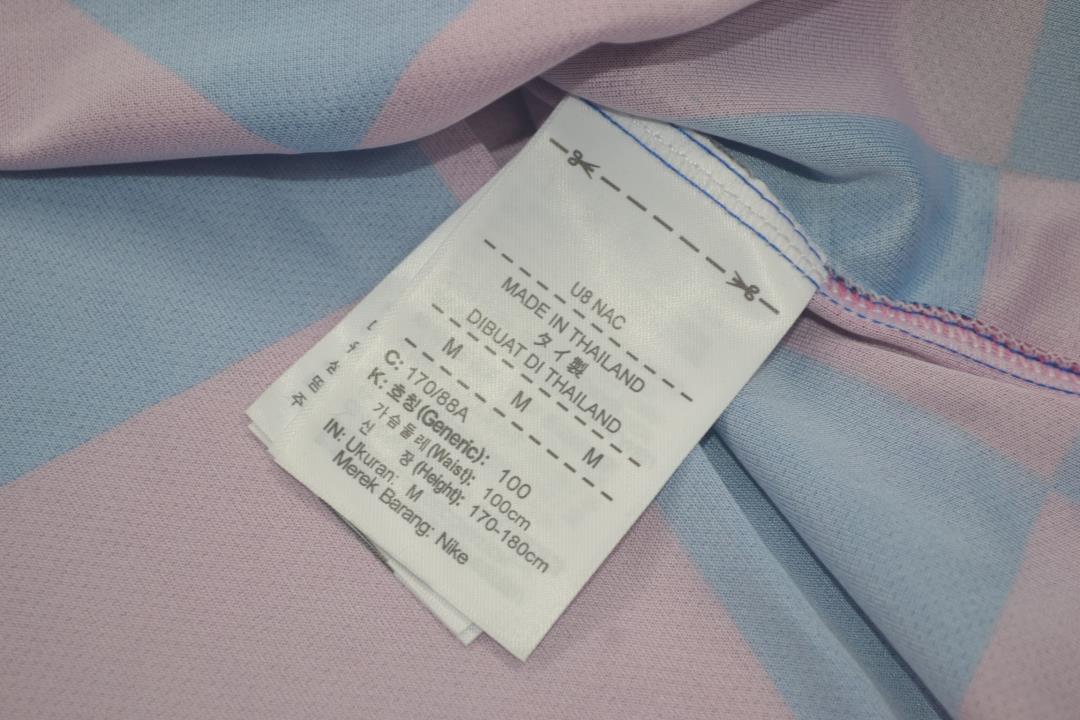 U8 NAC
MADE IN THAILAND
タイ製
DIBUAT DI THAILAND
M M M
C: 170/88A
K: 호칭(Generic): 100
가슴둘레(Waist): 100cm
신 장(Height): 170-180cm
IN: Ukuran: M
Merek Barang: Nike